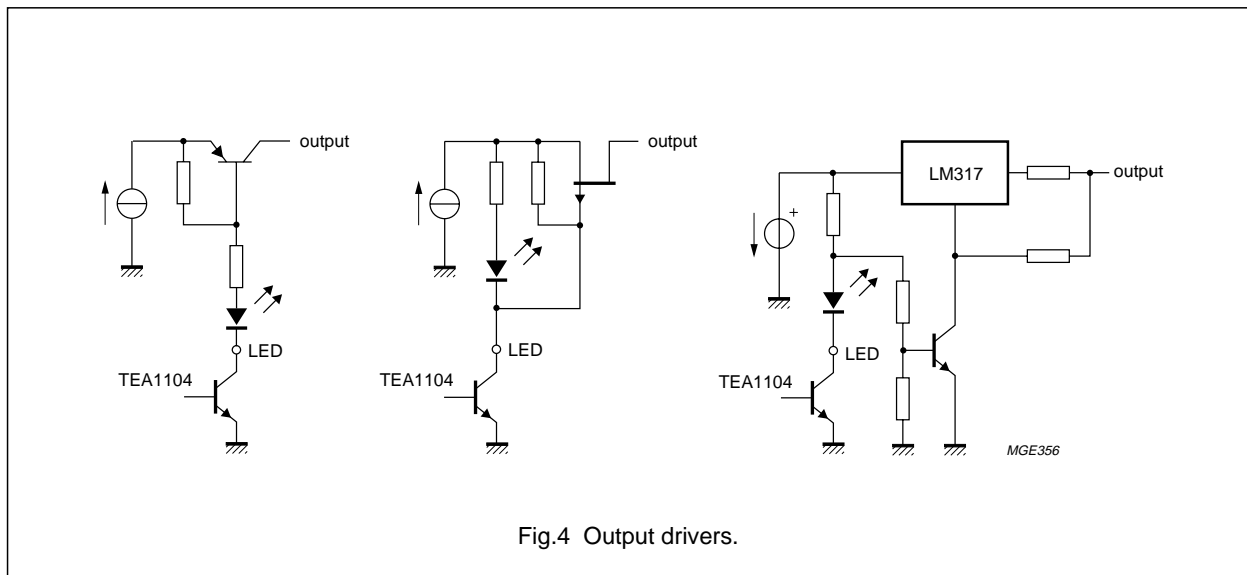 output
LED
TEA1104
output
LED
TEA1104
LM317
output
+
LED
TEA1104
MGE356
Fig.4 Output drivers.